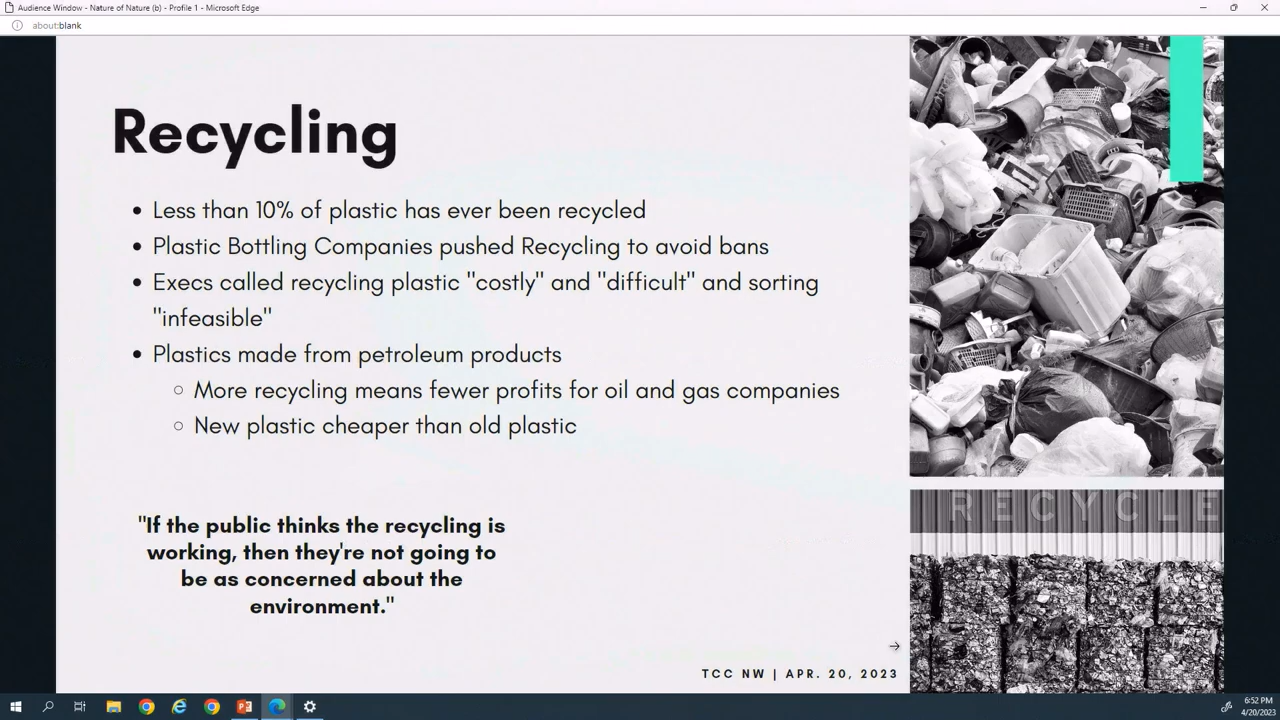 Audience Window - Nature of Nature (b) - Profile 1 - Microsoft Edge
about:blank
Recycling
• Less than 10% of plastic has ever been recycled
• Plastic Bottling Companies pushed Recycling to avoid bans
• Execs called recycling plastic "costly" and "difficult" and sorting
"infeasible"
• Plastics made from petroleum products
○ More recycling means fewer profits for oil and gas companies
○ New plastic cheaper than old plastic
"If the public thinks the recycling is
working, then they're not going to
be as concerned about the
environment."
RECYCLE
TCC NW | APR. 20, 2023
6:52 PM
4/20/2023